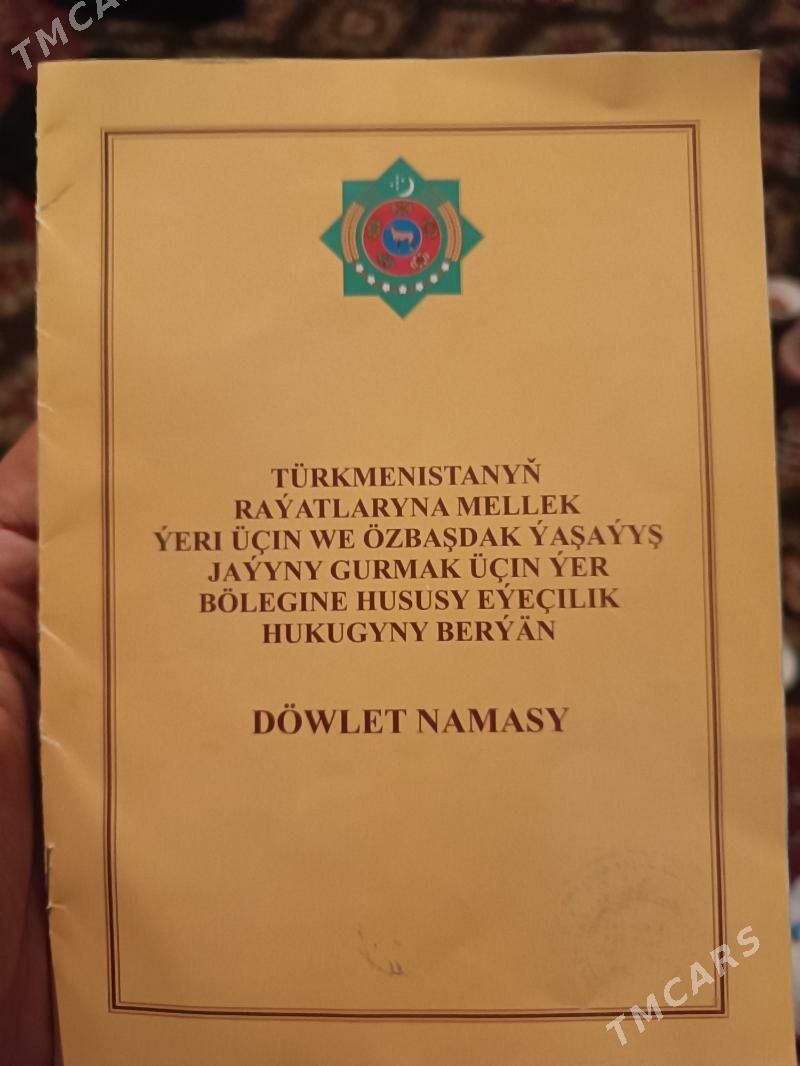 TMCARS
TÜRKMENISTANYŇ
RAÝATLARYNA MELLEK
ÝERI ÜÇIN WE ÖZBAŞDAK ÝAŞAÝYŞ
JAÝYNY GURMAK ÜÇIN ÝER
BÖLEGINE HUSUSY EÝEÇILIK
HUKUGYNY BERÝÄN
DÖWLET NAMASY
TMCARS